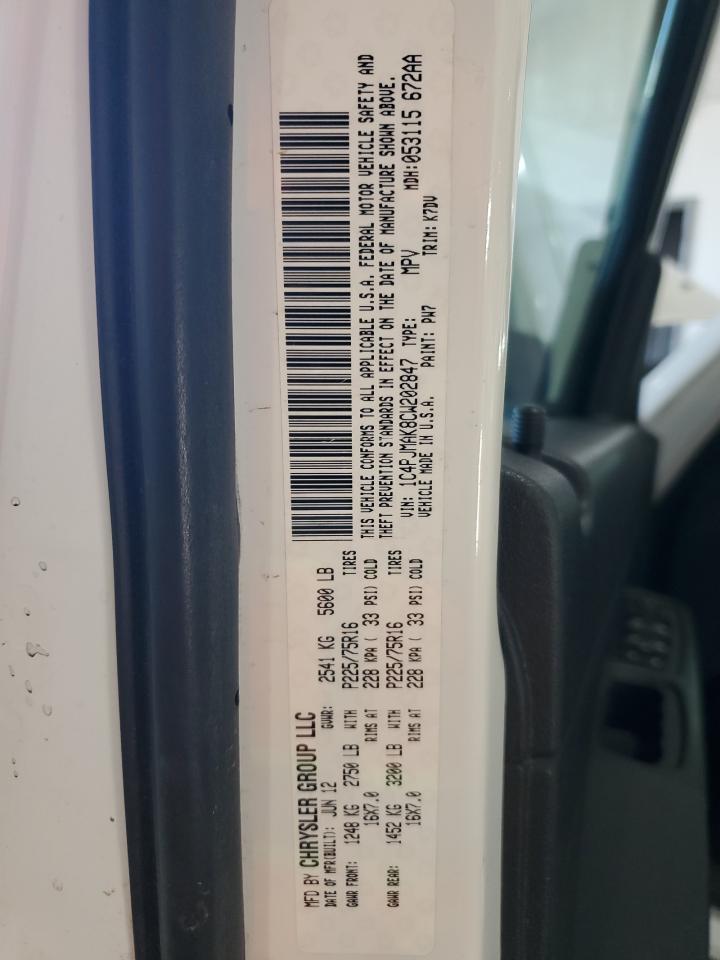 MFD BY CHRYSLER GROUP LLC
DATE OF MFR(BUILT): JUN 12 GVWR: 2541 KG 5600 LB
GAWR FRONT: 1248 KG 2750 LB WITH P225/75R16 TIRES
16X7.0 RIMS AT 228 KPA ( 33 PSI) COLD
GAWR REAR: 1452 KG 3200 LB WITH P225/75R16 TIRES
16X7.0 RIMS AT 228 KPA ( 33 PSI) COLD
THIS VEHICLE CONFORMS TO ALL APPLICABLE U.S.A. FEDERAL MOTOR VEHICLE SAFETY AND
THEFT PREVENTION STANDARDS IN EFFECT ON THE DATE OF MANUFACTURE SHOWN ABOVE.
VIN: 1C4PJMAK8CW202847 TYPE: MPV MDH:053115 672AA
VEHICLE MADE IN U.S.A. PAINT: PW7 TRIM: K7DV